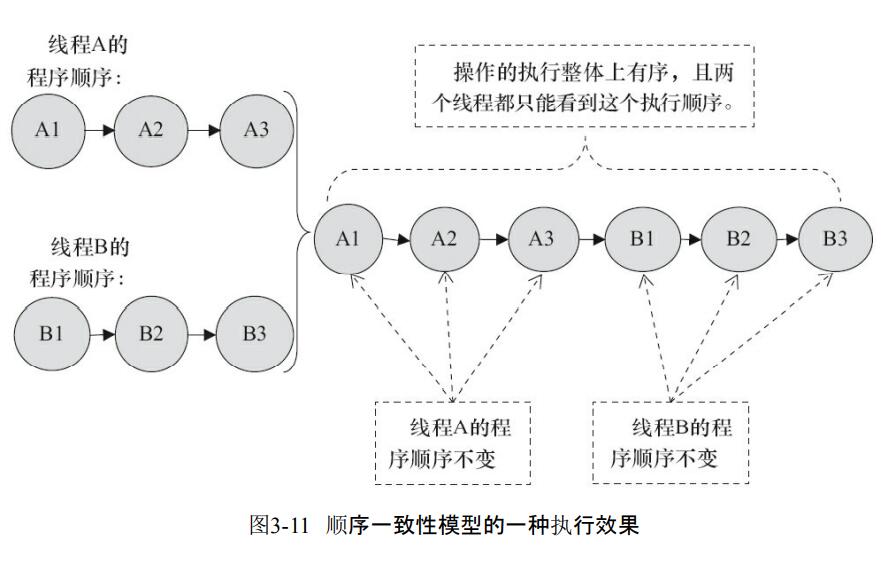 线程A的
程序顺序：
A1
A2
A3
操作的执行整体上有序，且两
个线程都只能看到这个执行顺序。
线程B的
程序顺序：
B1
B2
B3
A1
A2
A3
B1
B2
B3
线程A的程
序顺序不变
线程B的程
序顺序不变
图3-11 顺序一致性模型的一种执行效果